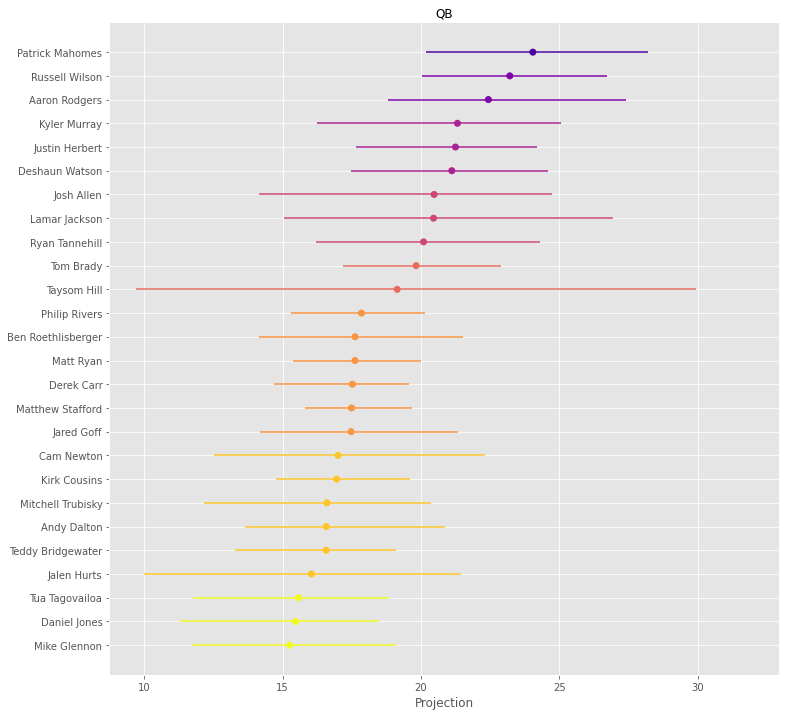 QB
Patrick Mahomes
Russell Wilson
Aaron Rodgers
Kyler Murray
Justin Herbert
Deshaun Watson
Josh Allen
Lamar Jackson
Ryan Tannehill
Tom Brady
Taysom Hill
Philip Rivers
Ben Roethlisberger
Matt Ryan
Derek Carr
Matthew Stafford
Jared Goff
Cam Newton
Kirk Cousins
Mitchell Trubisky
Andy Dalton
Teddy Bridgewater
Jalen Hurts
Tua Tagovailoa
Daniel Jones
Mike Glennon
10 15 20 25 30
Projection